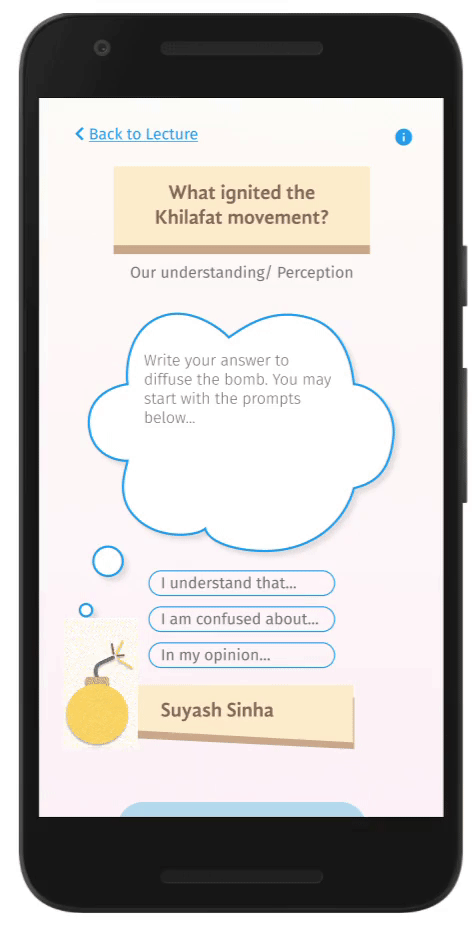 Back to Lecture
What ignited the
Khilafat movement?
Our understanding/ Perception
Write your answer to
diffuse the bomb. You may
start with the prompts
below...
I understand that...
I am confused about...
In my opinion...
Suyash Sinha